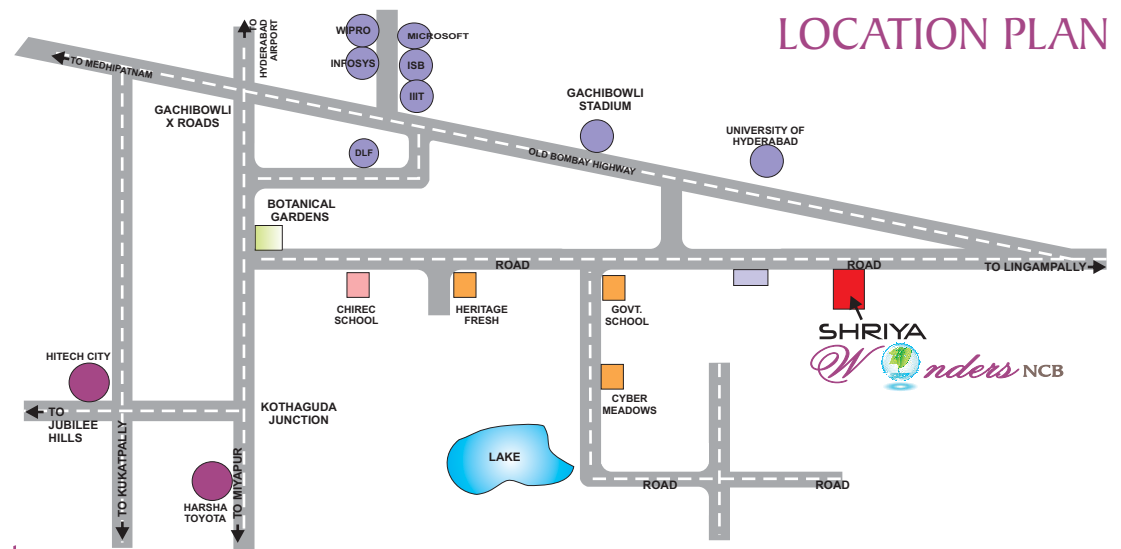 LOCATION PLAN
TO
HYDERABAD
AIRPORT
WIPRO
MICROSOFT
INFOSYS
ISB
IIIT
TO MEDHIPATNAM
GACHIBOWLI
X ROADS
GACHIBOWLI
STADIUM
UNIVERSITY OF
HYDERABAD
DLF
OLD BOMBAY HIGHWAY
BOTANICAL
GARDENS
ROAD
ROAD
TO LINGAMPALLY
CHIREC
SCHOOL
HERITAGE
FRESH
GOVT.
SCHOOL
SHRIYA
Wonders NCB
HITECH CITY
CYBER
MEADOWS
TO
JUBILEE
HILLS
KOTHAGUDA
JUNCTION
TO KUKATPALLY
TO MIYAPUR
LAKE
HARSHA
TOYOTA
ROAD
ROAD